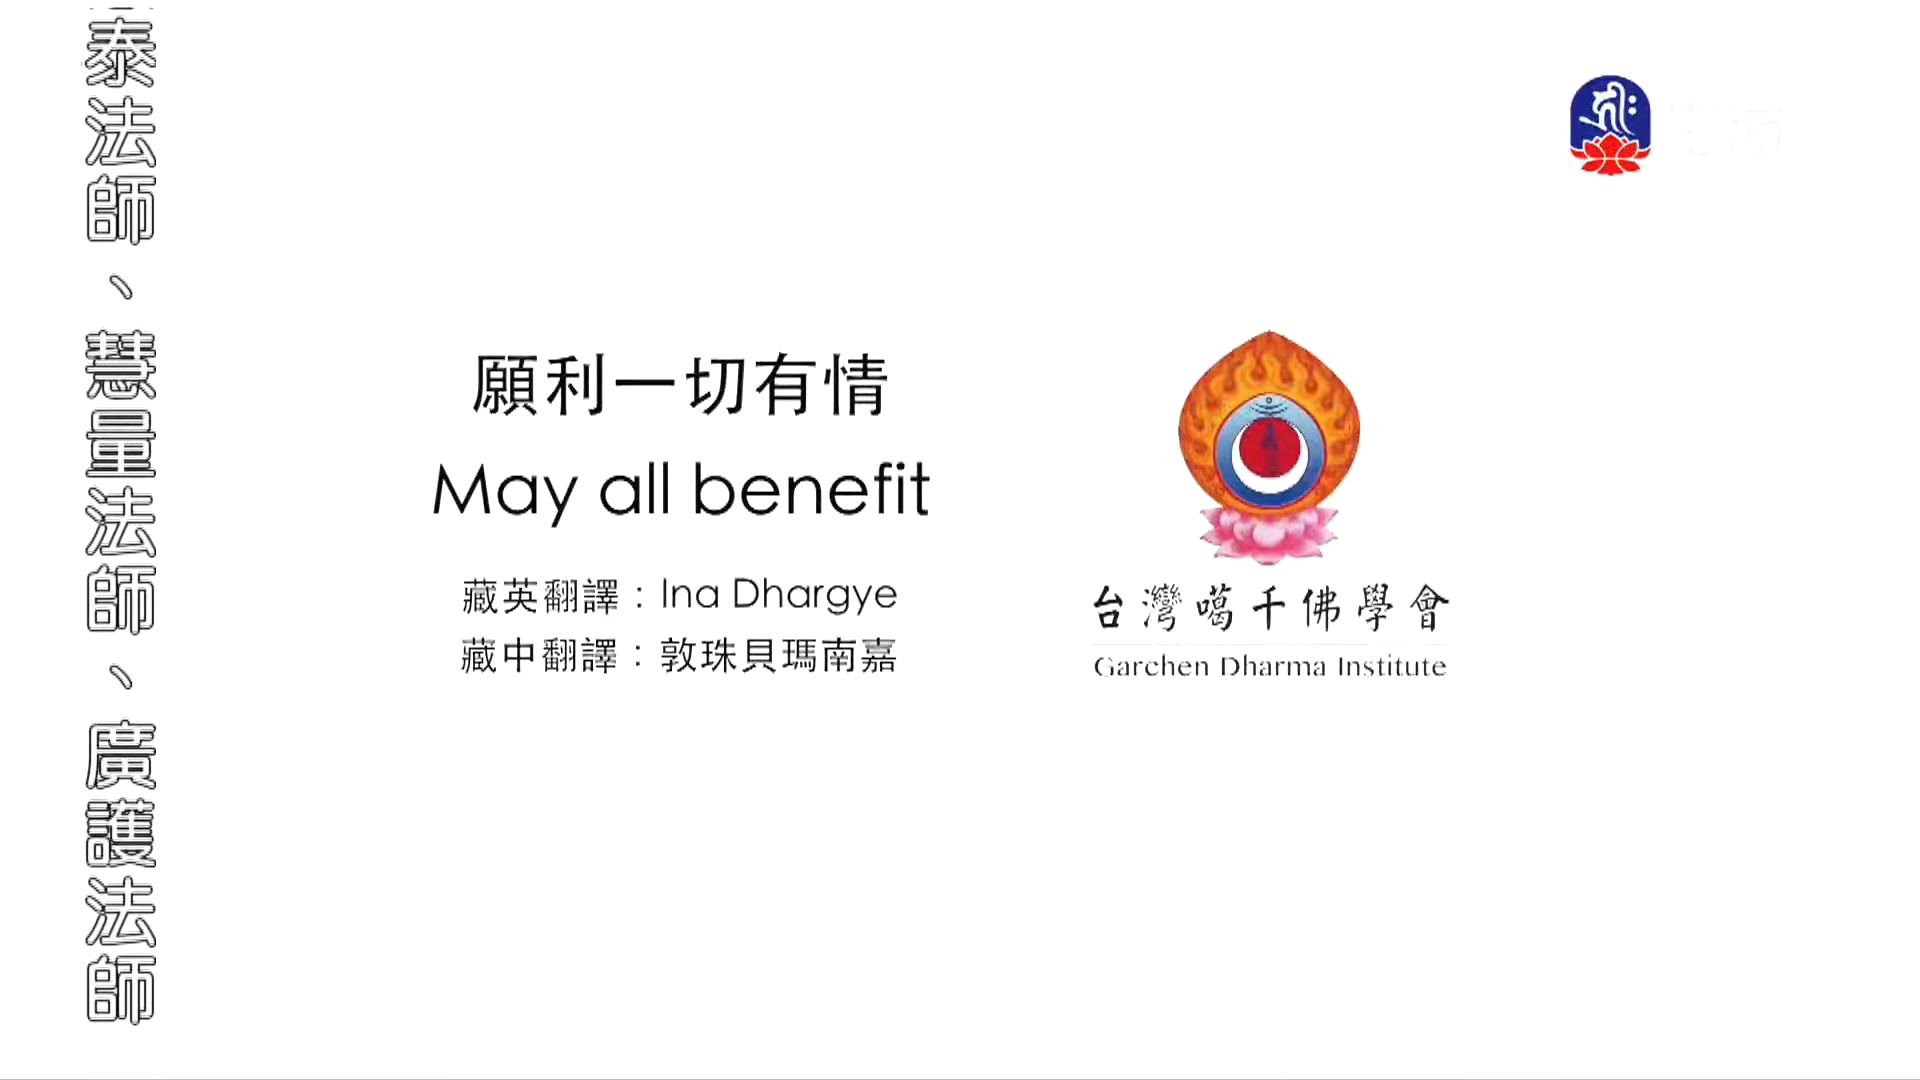 泰法師、慧量法師、廣護法師
願利一切有情
May all benefit
藏英翻譯：Ina Dhargye
藏中翻譯：敦珠貝瑪南嘉
台灣噶千佛學會
Garchen Dharma Institute